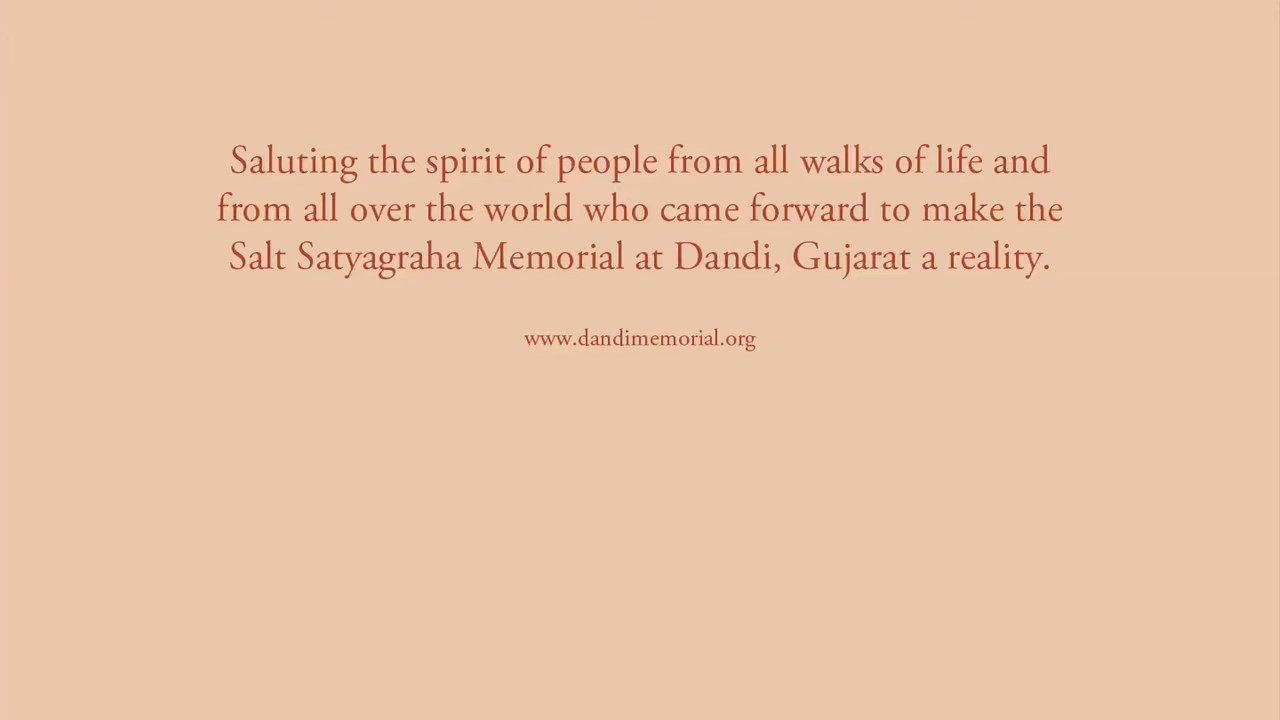 Saluting the spirit of people from all walks of life and
from all over the world who came forward to make the
Salt Satyagraha Memorial at Dandi, Gujarat a reality.
www.dandimemorial.org